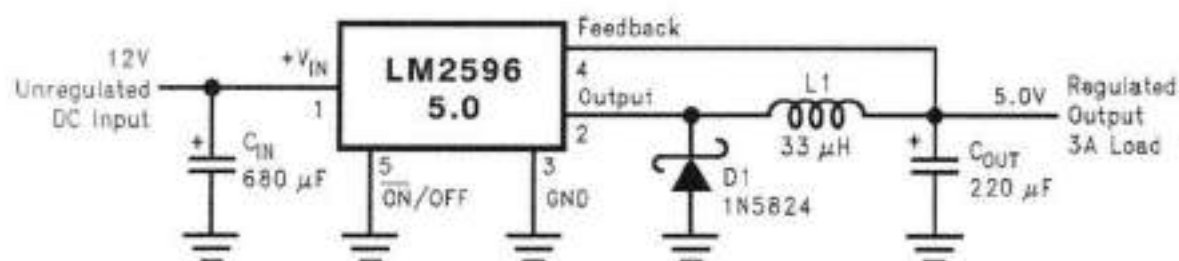 12V
Unregulated
DC Input
+VIN
1
CIN
680 μF
+
LM2596
5.0
5
ON/OFF
3
GND
Feedback
4
Output
2
L1
33 μH
D1
1N5824
5.0V
Regulated
Output
3A Load
+
COUT
220 μF